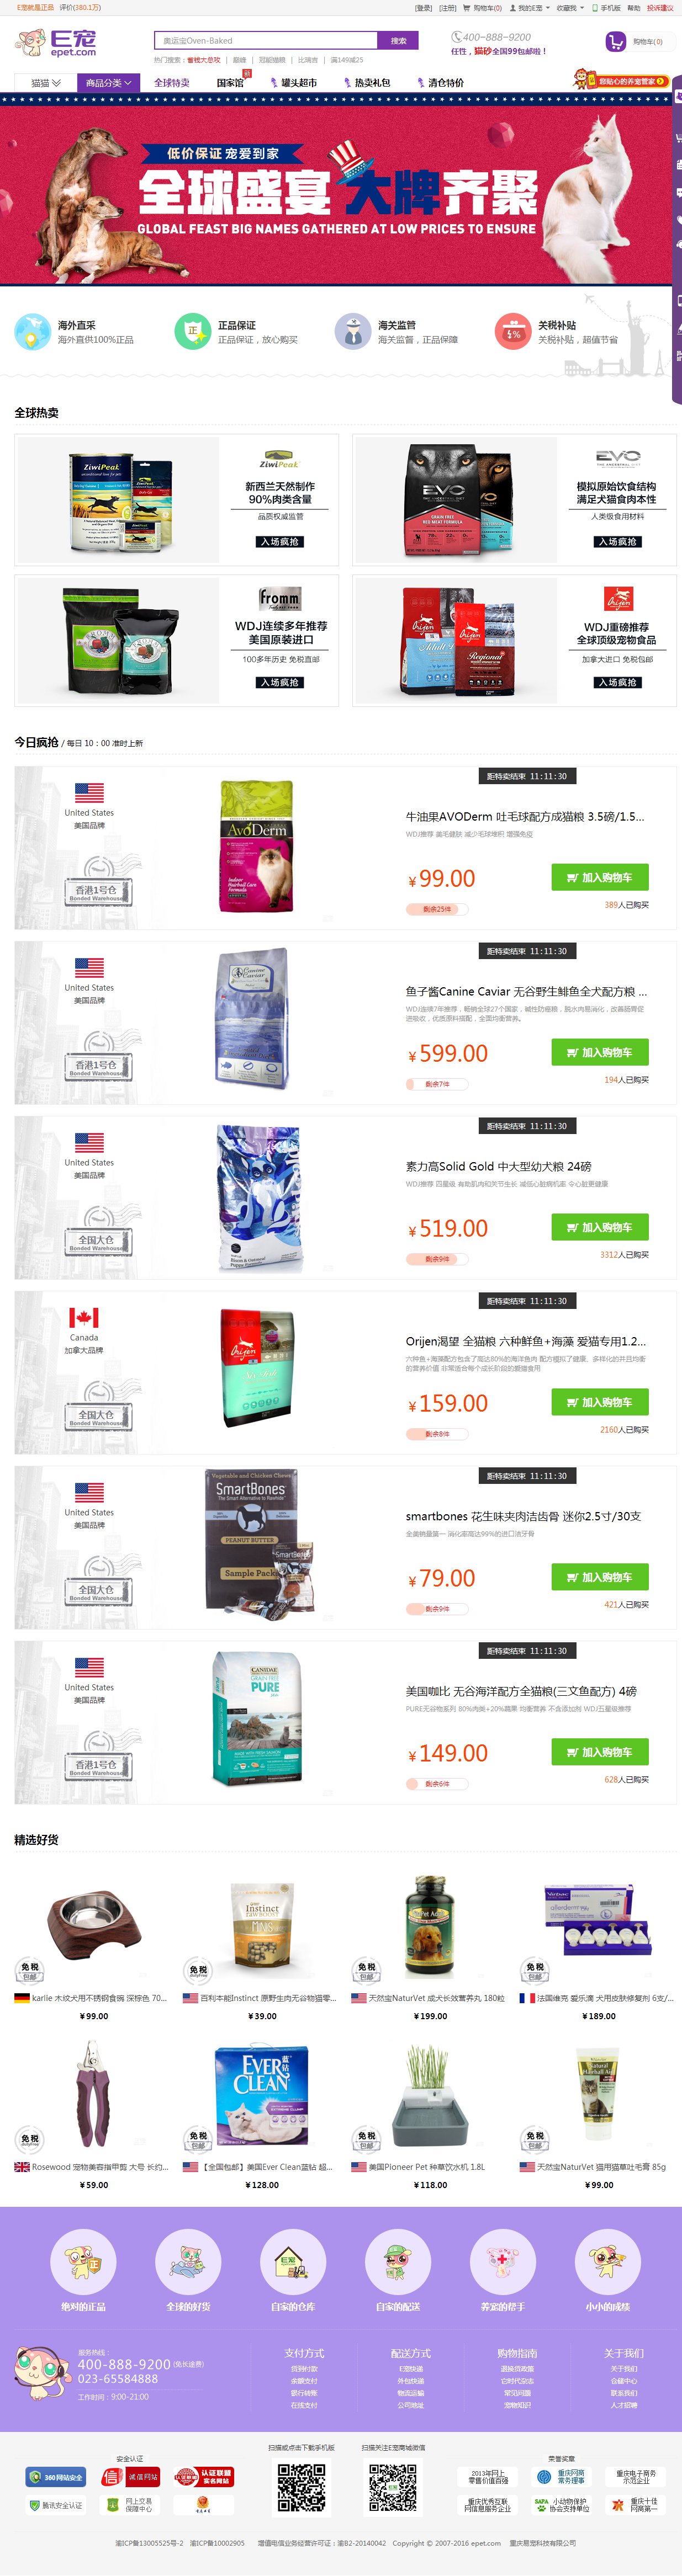 E宠就是正品 评价(380.1万)
[登录] [注册] 购物车(0) 我的E宠 收藏我 手机版 帮助 投诉建议
E宠
epet.com
奥运宝Oven-Baked
搜索
400-888-9200
任性，猫砂全国99包邮啦！
购物车(0)
热门搜索：省钱大总攻 | 巅峰 | 冠能猫粮 | 比瑞吉 | 满149减25
猫猫
商品分类
全球特卖
国家馆
罐头超市
热卖礼包
清仓特价
您贴心的养宠管家
低价保证 宠爱到家
全球盛宴 大牌齐聚
GLOBAL FEAST BIG NAMES GATHERED AT LOW PRICES TO ENSURE
海外直采
海外直供100%正品
正品保证
正品保证，放心购买
海关监管
海关监督，正品保障
关税补贴
关税补贴，超值节省
全球热卖
ZiwiPeak
新西兰天然制作
90%肉类含量
品质权威监管
入场疯抢
EVO
模拟原始饮食结构
满足犬猫食肉本性
人类级食用材料
入场疯抢
fromm
WDJ连续多年推荐
美国原装进口
100多年历史 免税直邮
入场疯抢
Orijen
WDJ重磅推荐
全球顶级宠物食品
加拿大进口 免税包邮
入场疯抢
今日疯抢 / 每日 10：00 准时上新
United States
美国品牌
香港1号仓
Bonded Warehouse
AvoDerm
距特卖结束 11:11:30
牛油果AVODerm 吐毛球配方成猫粮 3.5磅/1.5...
WDJ推荐 美毛健肤 减少毛球堆积 增强免疫
¥99.00
加入购物车
剩余25件
389人已购买
United States
美国品牌
香港1号仓
Bonded Warehouse
距特卖结束 11:11:30
鱼子酱Canine Caviar 无谷野生鲱鱼全犬配方粮 ...
WDJ连续7年推荐，畅销全球27个国家，碱性防癌粮，脱水肉易消化，改善肠胃促
进吸收，优质原料搭配，全面均衡营养。
¥599.00
加入购物车
剩余7件
194人已购买
United States
美国品牌
全国大仓
Bonded Warehouse
距特卖结束 11:11:30
素力高Solid Gold 中大型幼犬粮 24磅
WDJ推荐 四星级 有助肌肉和关节生长 减低心脏病机率 令心脏更健康
¥519.00
加入购物车
剩余9件
3312人已购买
Canada
加拿大品牌
全国大仓
Bonded Warehouse
距特卖结束 11:11:30
Orijen渴望 全猫粮 六种鲜鱼+海藻 爱猫专用1.2...
六种鱼+海藻配方包含了高达80%的海洋鱼肉 配方模拟了健康、多样化的并且均衡
的营养价值 非常适合每个成长阶段的爱猫食用
¥159.00
加入购物车
剩余8件
2160人已购买
United States
美国品牌
全国大仓
Bonded Warehouse
Vegetable and Chicken Chews
SmartBones
PEANUT BUTTER
Sample Pack
距特卖结束 11:11:30
smartbones 花生味夹肉洁齿骨 迷你2.5寸/30支
全美销量第一 消化率高达99%的进口洁牙骨
¥79.00
加入购物车
剩余9件
421人已购买
United States
美国品牌
香港1号仓
Bonded Warehouse
CANIDAE
GRAIN FREE
PURE
距特卖结束 11:11:30
美国咖比 无谷海洋配方全猫粮(三文鱼配方) 4磅
PURE无谷物系列 80%肉类+20%蔬果 均衡营养 不含添加剂 WDJ五星级推荐
¥149.00
加入购物车
剩余6件
628人已购买
精选好货
免税
包邮
karlie 木纹犬用不锈钢食碗 深棕色 70...
¥99.00
免税
百利本能Instinct 原野生肉无谷物猫零...
¥39.00
免税
包邮
天然宝NaturVet 成犬长效营养丸 180粒
¥199.00
免税
包邮
法国维克 爱乐滴 犬用皮肤修复剂 6支/...
¥189.00
免税
Rosewood 宠物美容指甲剪 大号 长约...
¥59.00
EVER CLEAN
免税
包邮
【全国包邮】美国Ever Clean蓝钻 超...
¥128.00
免税
包邮
美国Pioneer Pet 种草饮水机 1.8L
¥118.00
免税
包邮
天然宝NaturVet 猫用猫草吐毛膏 85g
¥99.00
绝对的正品
全球的好货
自家的仓库
自家的配送
养宠的帮手
小小的成绩
服务热线：
400-888-9200 (免长途费)
023-65584888
工作时间：9:00-21:00
支付方式
货到付款
余额支付
银行转账
在线支付
配送方式
E宠快递
外包快递
物流运输
公司地址
购物指南
退换货政策
它时代杂志
常见问题
宠物知识
关于我们
关于我们
仓储中心
联系我们
人才招聘
安全认证
360网站安全
诚信网站
认证联盟
实名网站
腾讯安全认证
网上交易
保障中心
扫描或点击下载手机版
扫描关注E宠商城微信
荣誉奖章
2013年网上
零售价值百强
重庆网商
常务理事
重庆电子商务
示范企业
重庆优秀互联
网信息服务企业
SAPA 小动物保护
协会支持单位
重庆十佳
网商第一
渝ICP备13005525号-2 渝ICP备10002905 增值电信业务经营许可证：渝B2-20140042 Copyright © 2007-2016 epet.com 重庆易宠科技有限公司